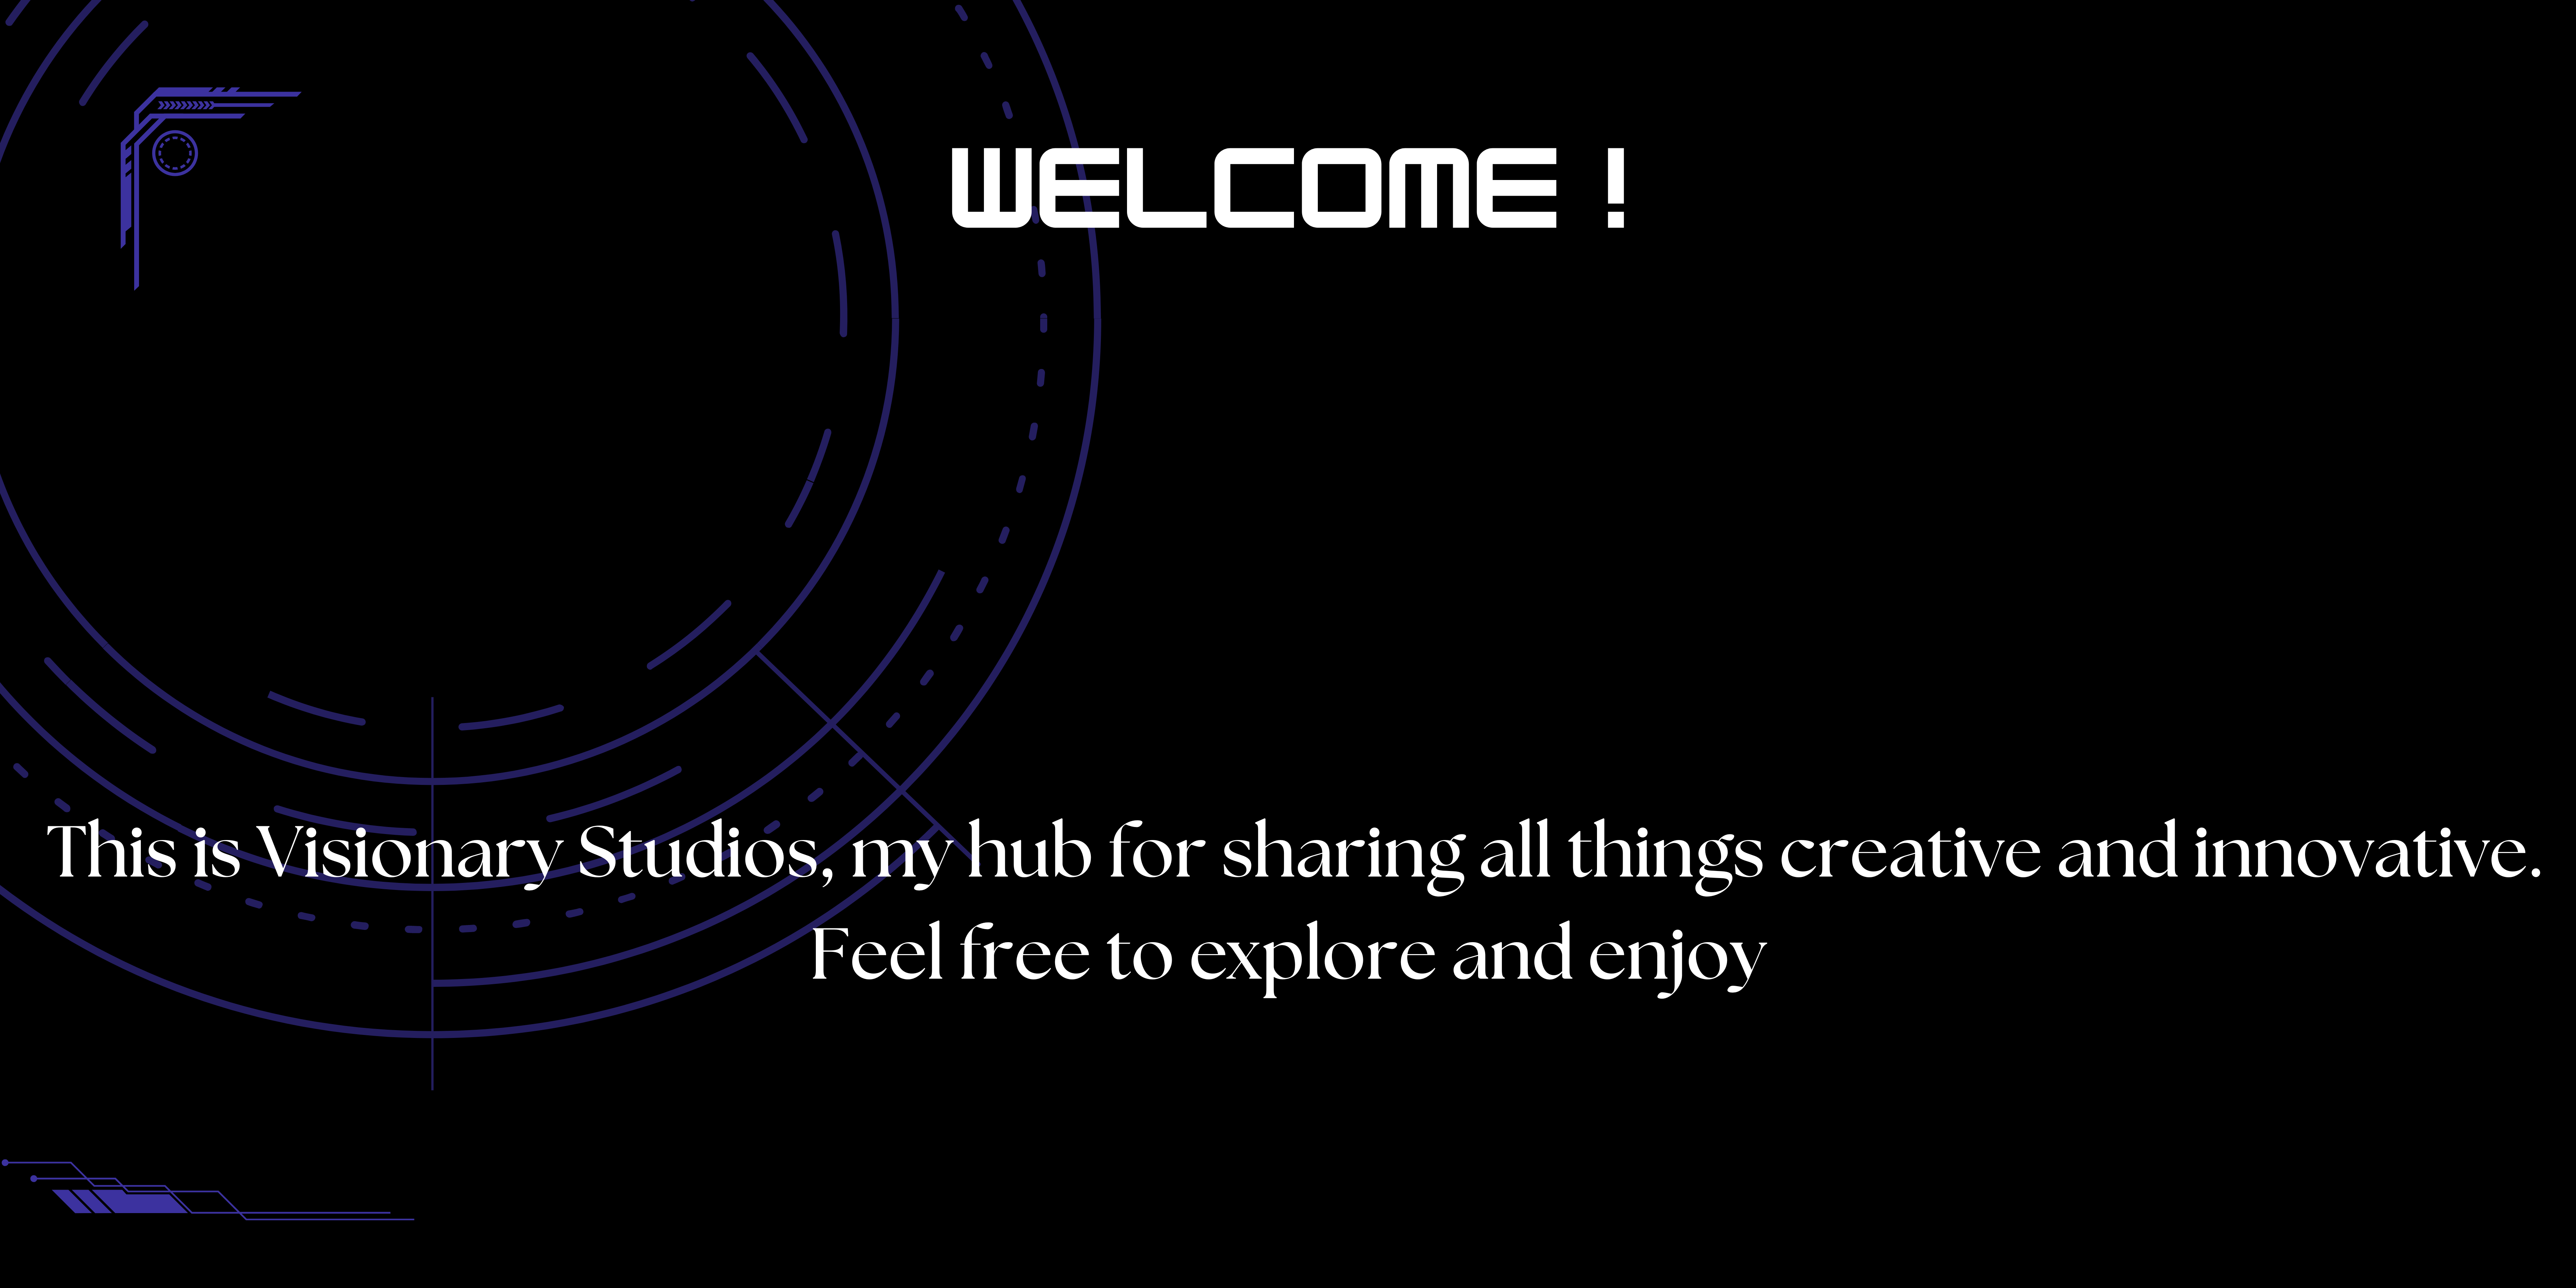 WELCOME !
This is Visionary Studios, my hub for sharing all things creative and innovative.
Feel free to explore and enjoy